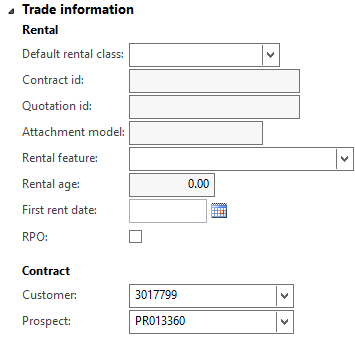 Trade information
Rental
Default rental class:
Contract id:
Quotation id:
Attachment model:
Rental feature:
Rental age: 0.00
First rent date:
RPO:
Contract
Customer: 3017799
Prospect: PR013360